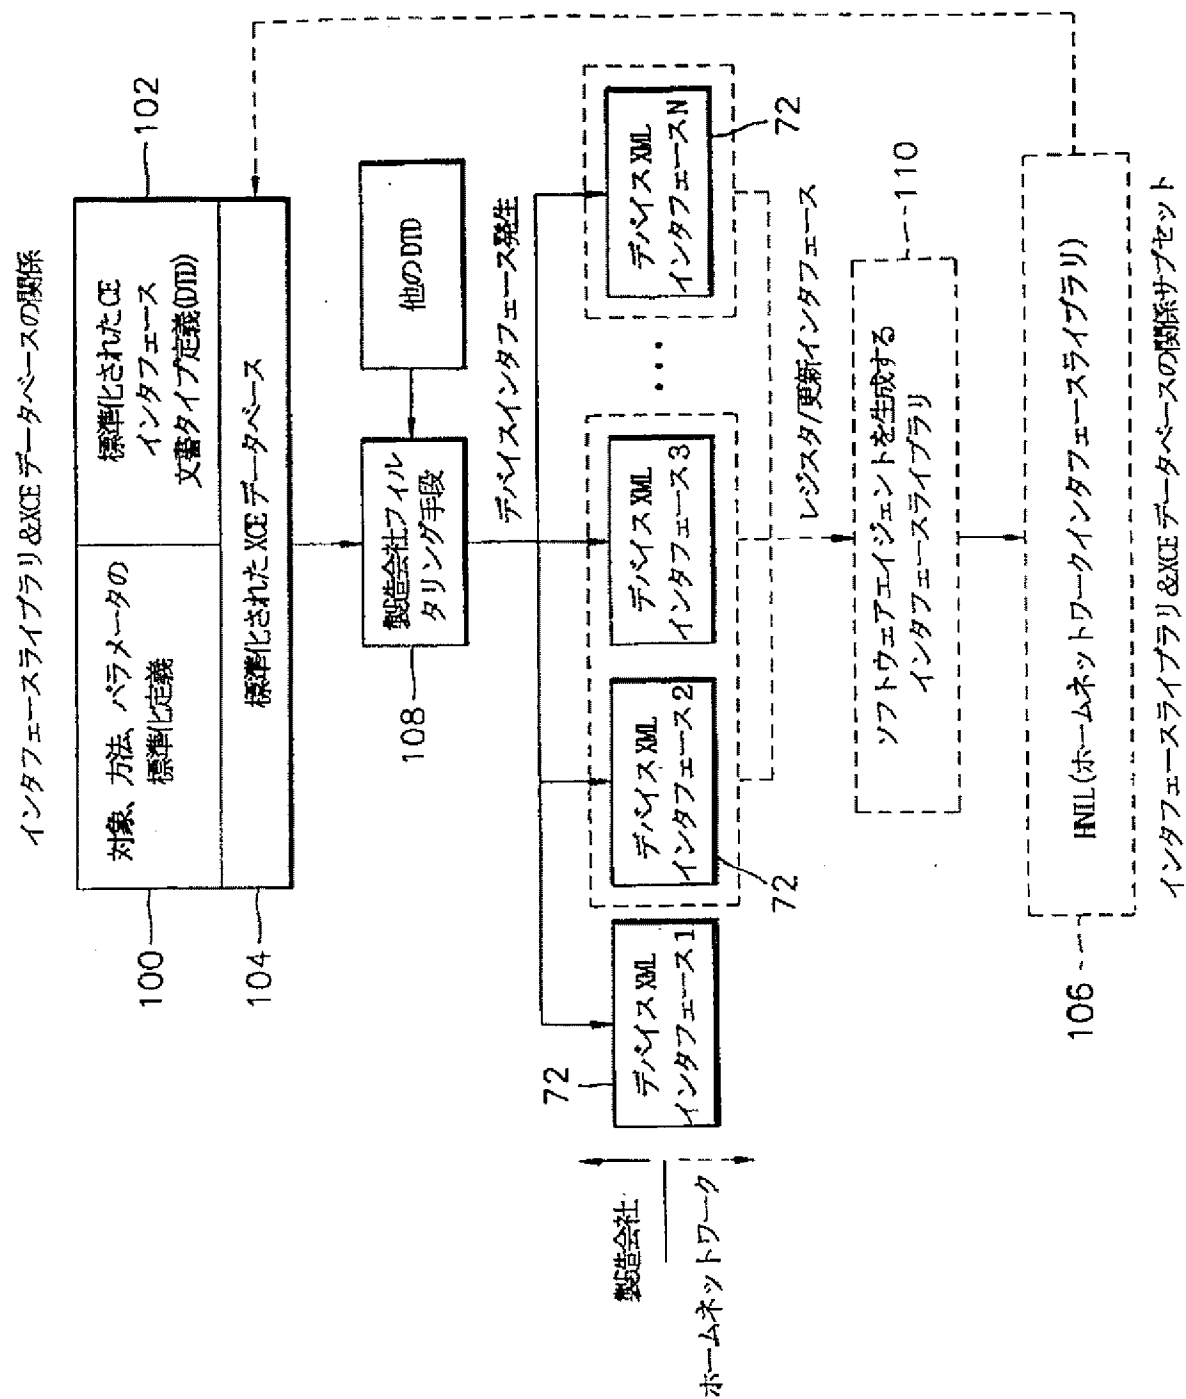 インタフェースライブラリ&XCEデータベースの関係
対象、方法、パラメータの
標準化定義
標準化されたCE
インタフェース
文書タイプ定義(DTD)
標準化されたXCEデータベース
100
102
104
製造会社フィル
タリング手段
108
他のDTD
デバイスインタフェース発生
72
デバイスXML
インタフェース1
デバイスXML
インタフェース2
72
デバイスXML
インタフェース3
デバイスXML
インタフェースN
72
製造会社
ホームネットワーク
レジスタ/更新インタフェース
ソフトウェアエイジェントを生成する
インタフェースライブラリ
110
HNIL(ホームネットワークインタフェースライブラリ)
106
インタフェースライブラリ&XCEデータベースの関係サブセット